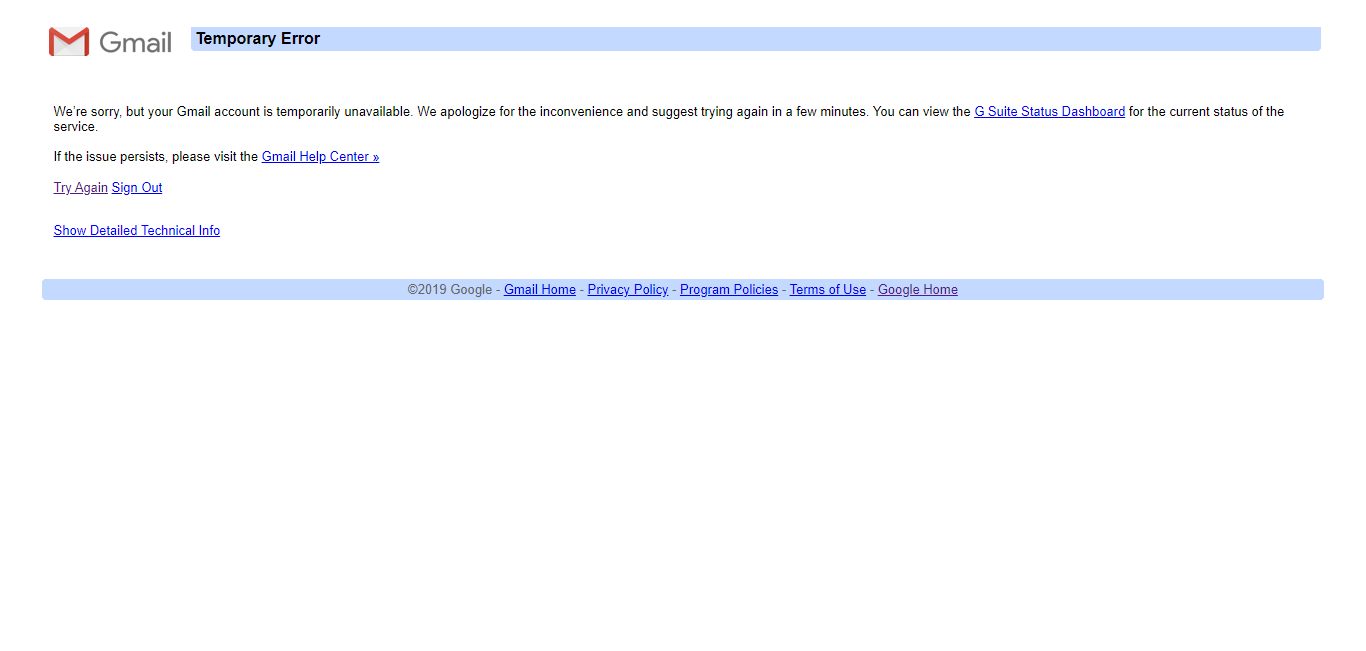 Gmail Temporary Error
We're sorry, but your Gmail account is temporarily unavailable. We apologize for the inconvenience and suggest trying again in a few minutes. You can view the G Suite Status Dashboard for the current status of the
service.
If the issue persists, please visit the Gmail Help Center »
Try Again Sign Out
Show Detailed Technical Info
©2019 Google - Gmail Home - Privacy Policy - Program Policies - Terms of Use - Google Home